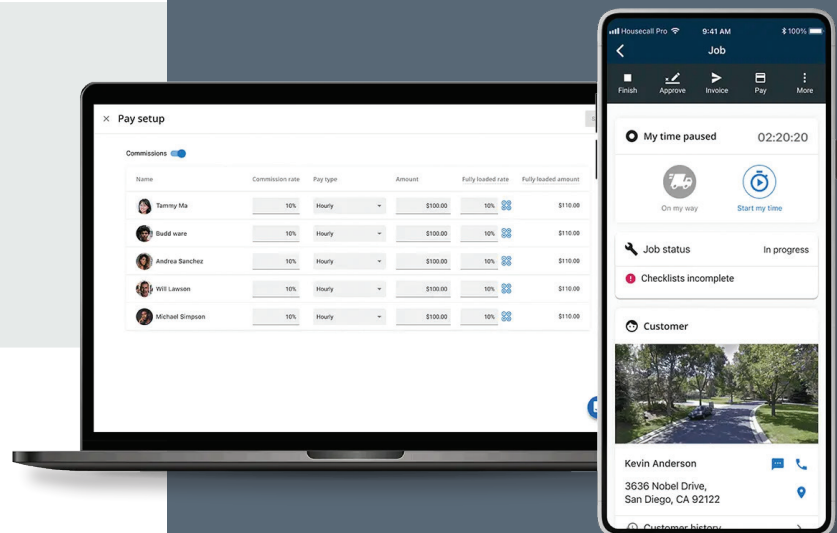 × Pay setup
Commissions
Name Commission rate Pay type Amount Fully loaded rate Fully loaded amount
Tammy Ma 10% Hourly $100.00 10% $110.00
Budd ware 10% Hourly $100.00 10% $110.00
Andrea Sanchez 10% Hourly $100.00 10% $110.00
Will Lawson 10% Hourly $100.00 10% $110.00
Michael Simpson 10% Hourly $100.00 10% $110.00
Housecall Pro 9:41 AM 100%
Job
Finish Approve Invoice Pay More
My time paused 02:20:20
On my way Start my time
Job status In progress
Checklists incomplete
Customer
Kevin Anderson
3636 Nobel Drive,
San Diego, CA 92122
Customer history